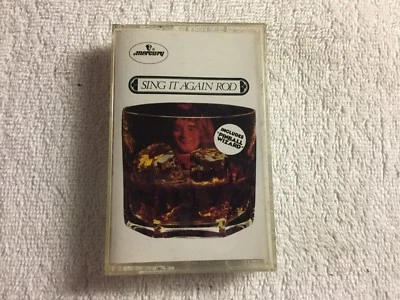 mercury
SING IT AGAIN ROD
INCLUDES
"PINBALL
WIZARD"